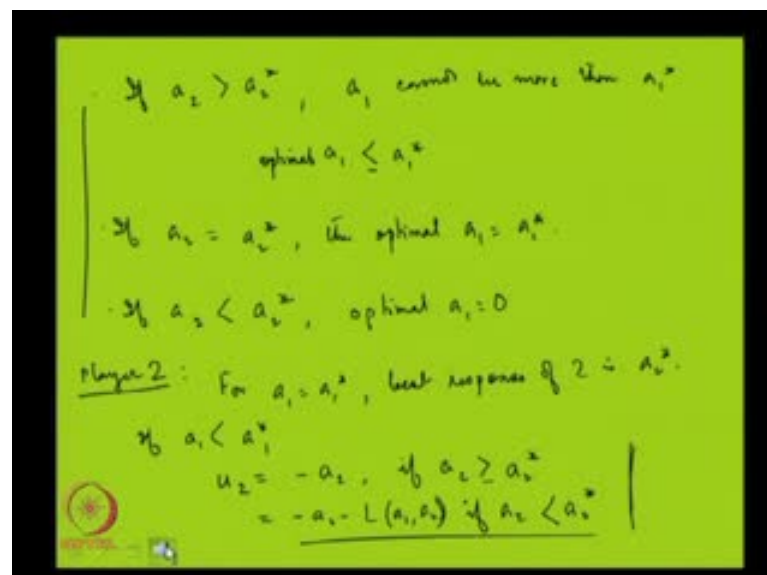 If a₂ > a₂*, a₁ cannot be more than a₁*
optimal a₁ ≤ a₁*
If a₂ = a₂*, the optimal a₁ = a₁*.
If a₂ < a₂*, optimal a₁ = 0
Player 2: For a₁ = a₁*, best response of 2 is a₂*.
If a₁ < a₁*
u₂ = -a₂, if a₂ ≥ a₂*
= -a₂ - L(a₁, a₂) if a₂ < a₂*